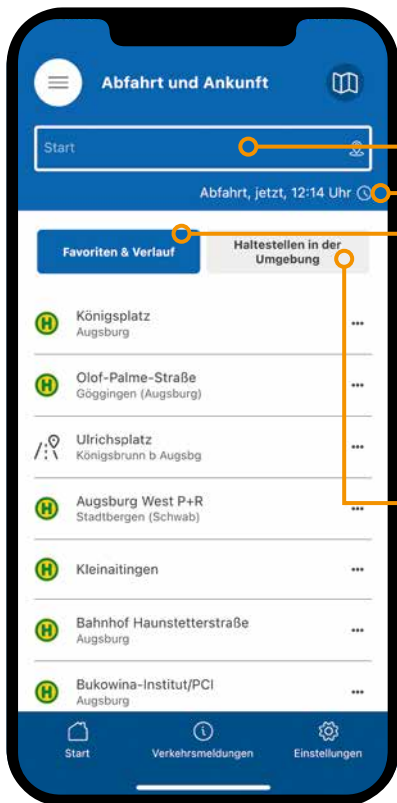 Abfahrt und Ankunft
Start
Abfahrt, jetzt, 12:14 Uhr
Favoriten & Verlauf
Haltestellen in der
Umgebung
H
Königsplatz
Augsburg
H
Olof-Palme-Straße
Göggingen (Augsburg)
Ulrichsplatz
Königsbrunn b Augsbg
H
Augsburg West P+R
Stadtbergen (Schwab)
H
Kleinaitingen
H
Bahnhof Haunstetterstraße
Augsburg
H
Bukowina-Institut/PCI
Augsburg
Start
Verkehrsmeldungen
Einstellungen